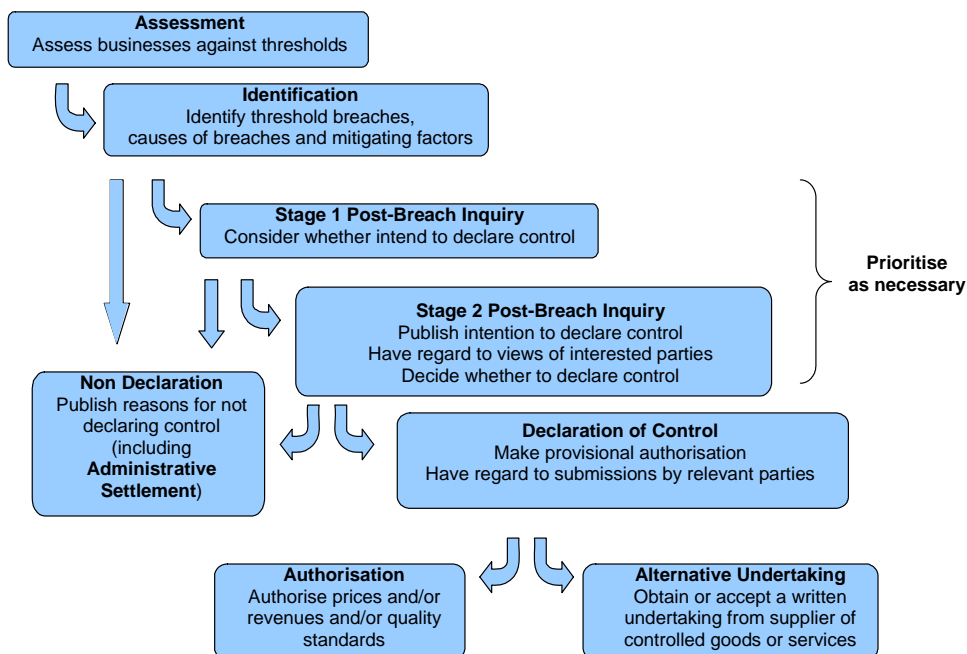 Assessment
Assess businesses against thresholds
Identification
Identify threshold breaches,
causes of breaches and mitigating factors
Stage 1 Post-Breach Inquiry
Consider whether intend to declare control
Prioritise
as necessary
Stage 2 Post-Breach Inquiry
Publish intention to declare control
Have regard to views of interested parties
Decide whether to declare control
Non Declaration
Publish reasons for not
declaring control
(including
Administrative
Settlement)
Declaration of Control
Make provisional authorisation
Have regard to submissions by relevant parties
Authorisation
Authorise prices and/or
revenues and/or quality
standards
Alternative Undertaking
Obtain or accept a written
undertaking from supplier of
controlled goods or services